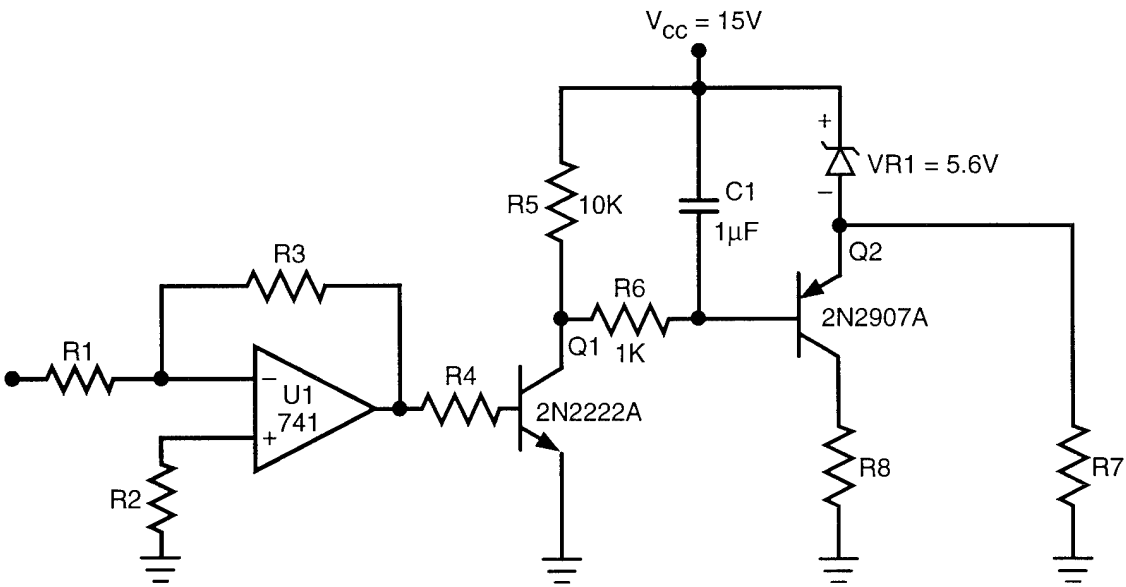 V_CC = 15V
+
VR1 = 5.6V
−
R5
10K
C1
1µF
Q2
R3
R6
1K
2N2907A
Q1
R1
−
U1
741
+
R4
2N2222A
R2
R8
R7